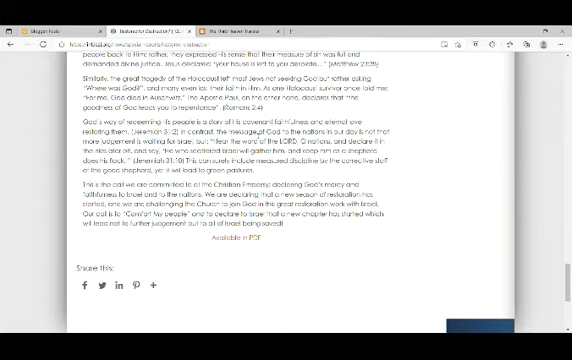 people back to Him; rather, they expressed His sense that their measure of sin was full and
demanded divine justice. Jesus declared "your house is left to you desolate…" (Matthew 23:38)
Similarly, the great tragedy of the Holocaust left most Jews not seeking God but rather asking
"Where was God?" and many even lost their faith in Him. As one Holocaust survivor once told me:
"For me, God died in Auschwitz." The Apostle Paul, on the other hand, declares that "the
goodness of God leads you to repentance". (Romans 2:4)
God's way of redeeming His people is a story of His covenant faithfulness and eternal love
restoring them. (Jeremiah 31:2) In contrast, the message of God to the nations in our day is not that
more judgement is waiting for Israel, but: "Hear the word of the LORD, O nations, and declare it in
the isles afar off, and say, 'He who scattered Israel will gather him, and keep him as a shepherd
does his flock.'" (Jeremiah 31:10) This can surely include measured discipline by the corrective staff
of the good shepherd, yet it will lead to green pastures.
This is the call we are committed to at the Christian Embassy: declaring God's mercy and
faithfulness to Israel and to the nations. We are declaring that a new season of restoration has
started, and we are challenging the Church to join God in this great restoration work with Israel.
Our call is to "Comfort My people" and to declare to Israel that a new chapter has started which
will lead not to further judgement but to all of Israel being saved!
Available in PDF
Share this: